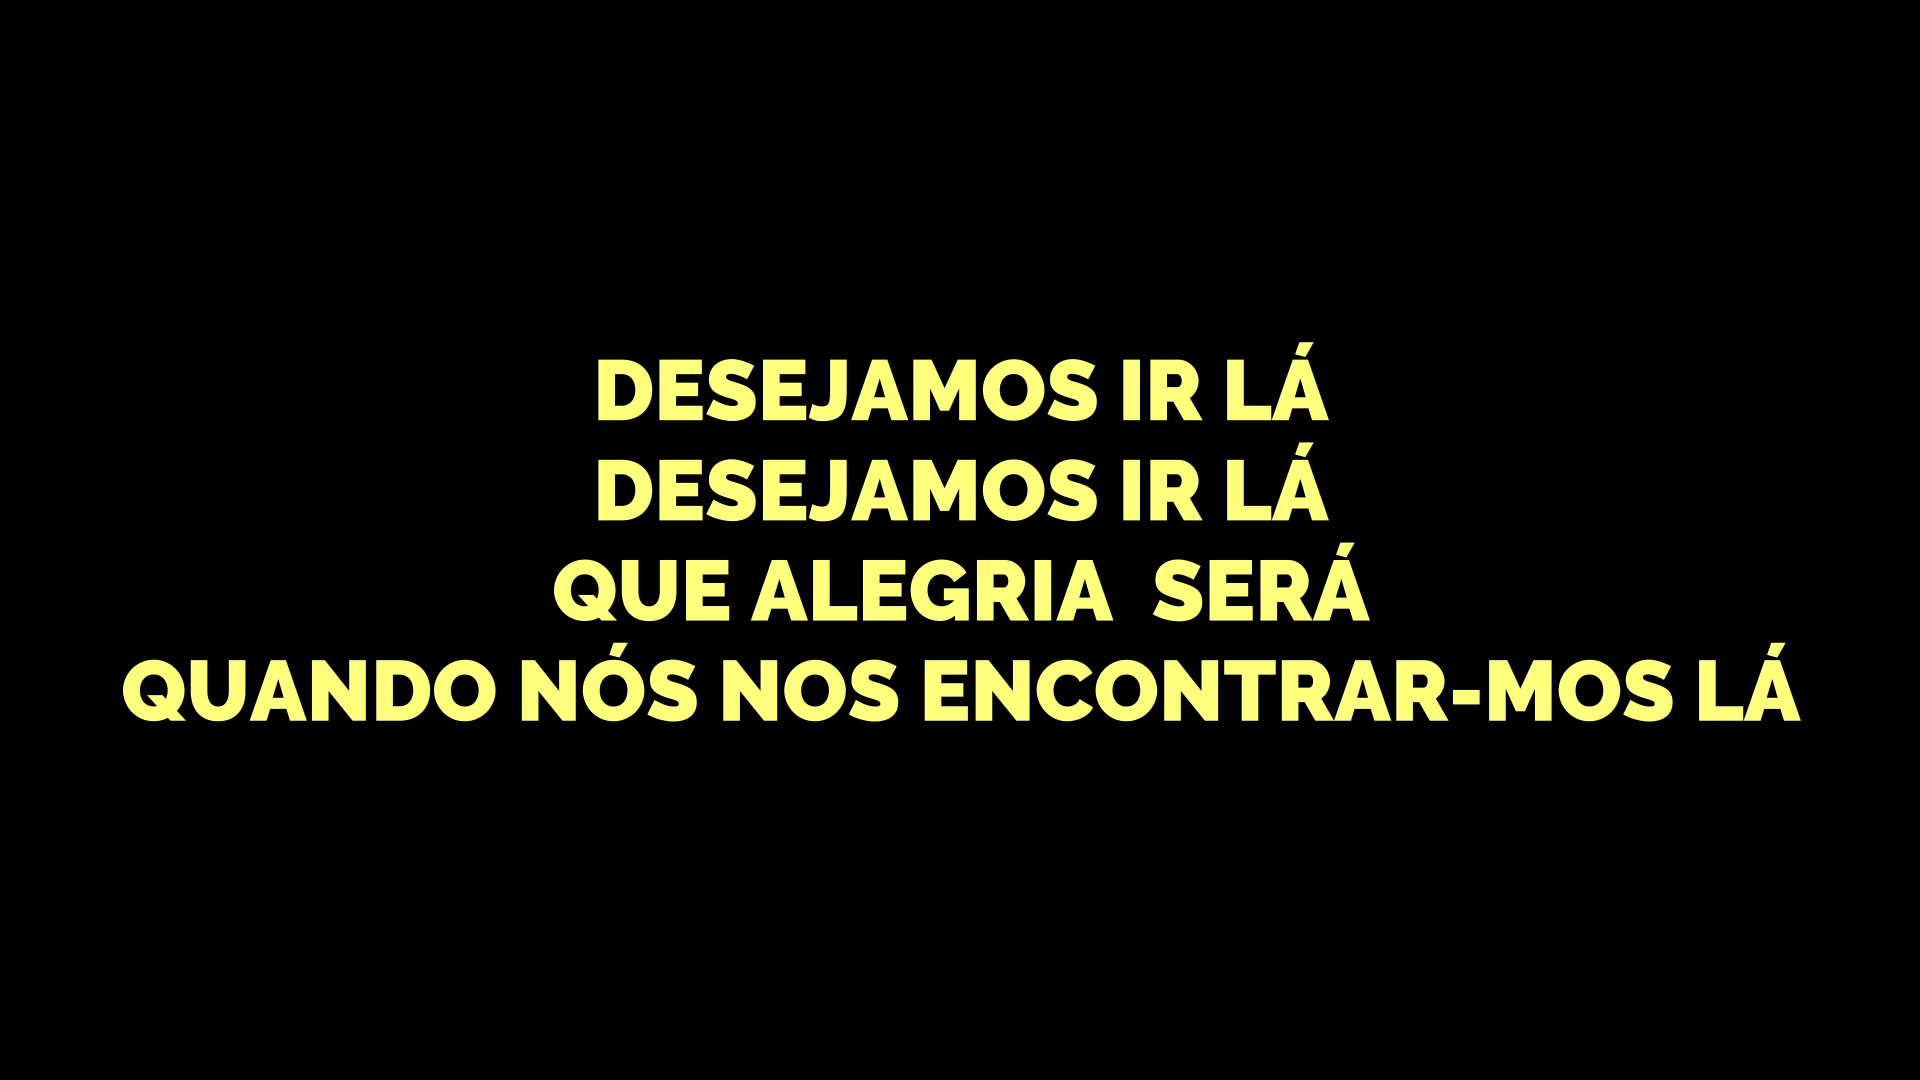 DESEJAMOS IR LÁ
DESEJAMOS IR LÁ
QUE ALEGRIA  SERÁ
QUANDO NÓS NOS ENCONTRAR-MOS LÁ